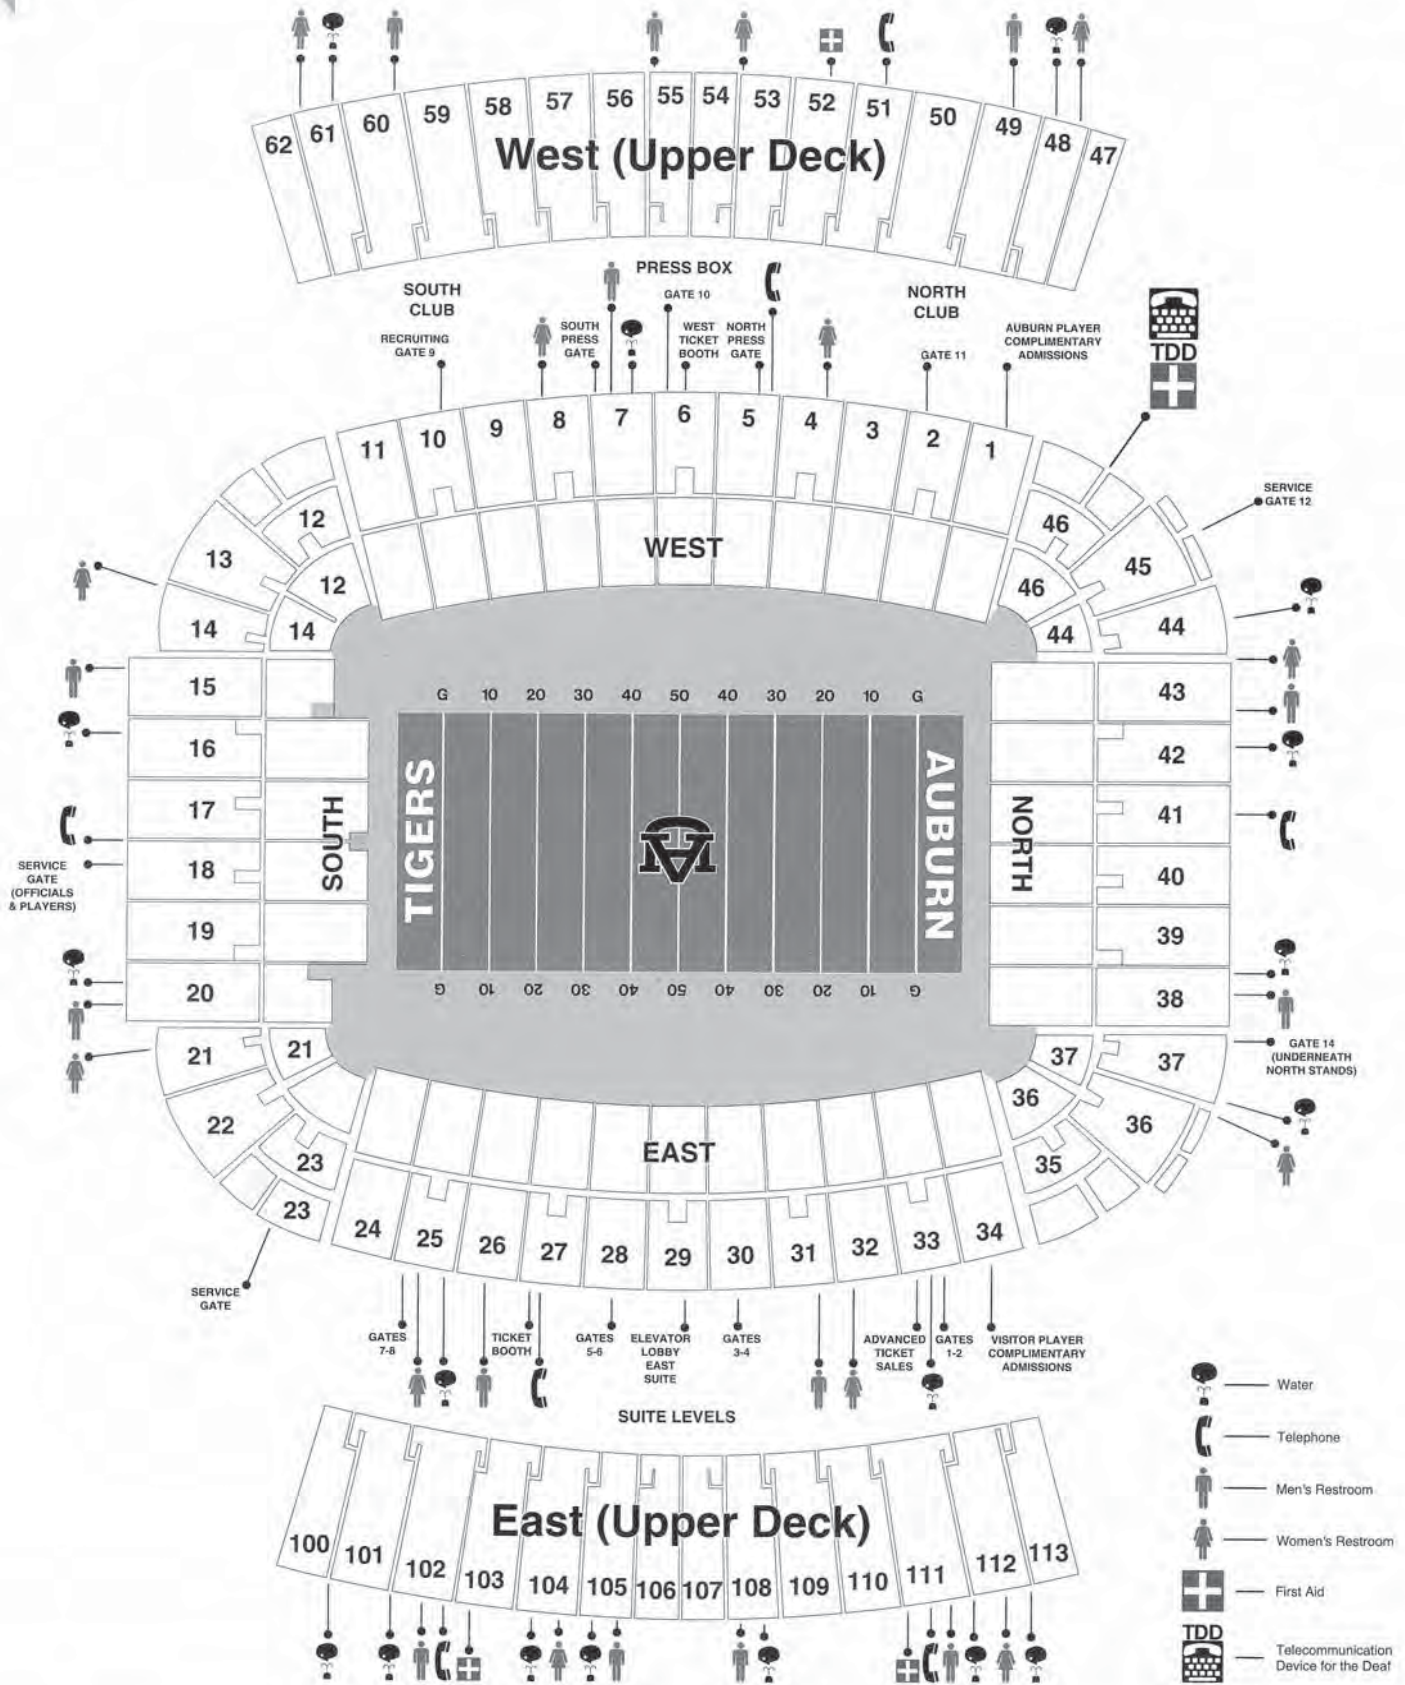 62 61 60 59 58 57 56 55 54 53 52 51 50 49 48 47
West (Upper Deck)
PRESS BOX
SOUTH
CLUB
NORTH
CLUB
GATE 10
RECRUITING
GATE 9
SOUTH
PRESS
GATE
WEST
TICKET
BOOTH
NORTH
PRESS
GATE
GATE 11
AUBURN PLAYER
COMPLIMENTARY
ADMISSIONS
TDD
11 10 9 8 7 6 5 4 3 2 1
SERVICE
GATE 12
WEST
12
12
13
14
14
46
46
45
44
44
15
16
17
18
19
20
SOUTH
SERVICE
GATE
(OFFICIALS
& PLAYERS)
G 10 20 30 40 50 40 30 20 10 G
TIGERS
AU
AUBURN
G 10 20 30 40 50 40 30 20 10 G
NORTH
43
42
41
40
39
38
GATE 14
(UNDERNEATH
NORTH STANDS)
21
21
22
23
23
37
37
36
36
35
EAST
24 25 26 27 28 29 30 31 32 33 34
SERVICE
GATE
GATES
7-8
TICKET
BOOTH
GATES
5-6
ELEVATOR
LOBBY
EAST
SUITE
GATES
3-4
ADVANCED
TICKET
SALES
GATES
1-2
VISITOR PLAYER
COMPLIMENTARY
ADMISSIONS
SUITE LEVELS
East (Upper Deck)
100 101 102 103 104 105 106 107 108 109 110 111 112 113
Water
Telephone
Men's Restroom
Women's Restroom
First Aid
TDD
Telecommunication
Device for the Deaf